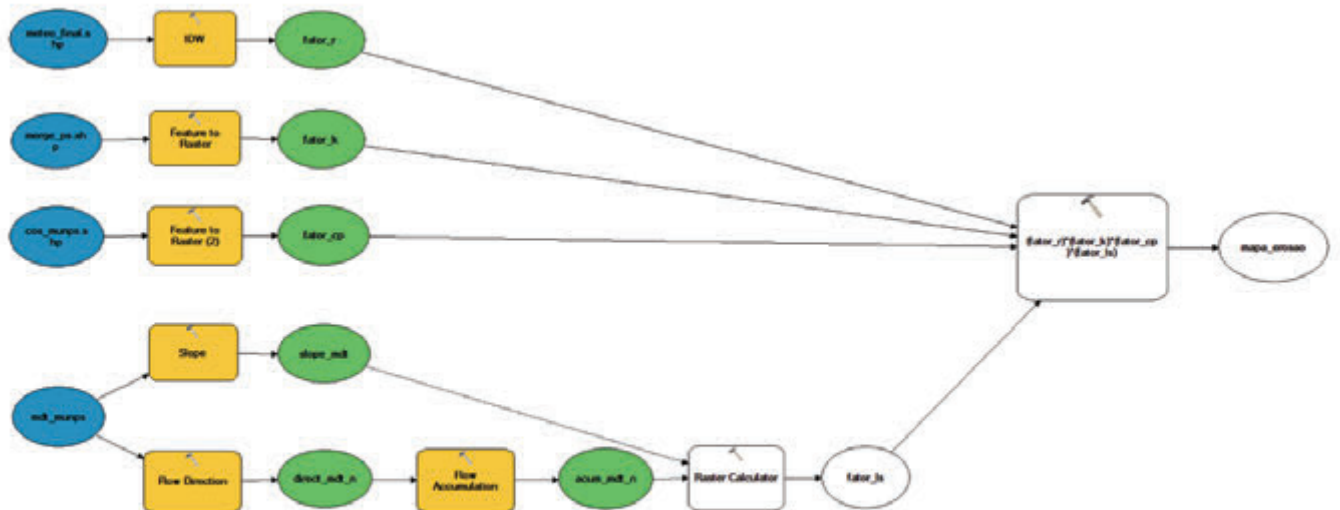 meteo_final.s
hp
IDW
fator_r
merge_ps.sh
p
Feature to
Raster
fator_k
cos_munps.s
hp
Feature to
Raster (2)
fator_cp
(fator_r)*(fator_k)*(fator_cp
)*(fator_ls)
mapa_erosao
Slope
slope_mdt
mdt_munps
Flow Direction
direct_mdt_n
Flow
Accumulation
acum_mdt_n
Raster Calculator
fator_ls